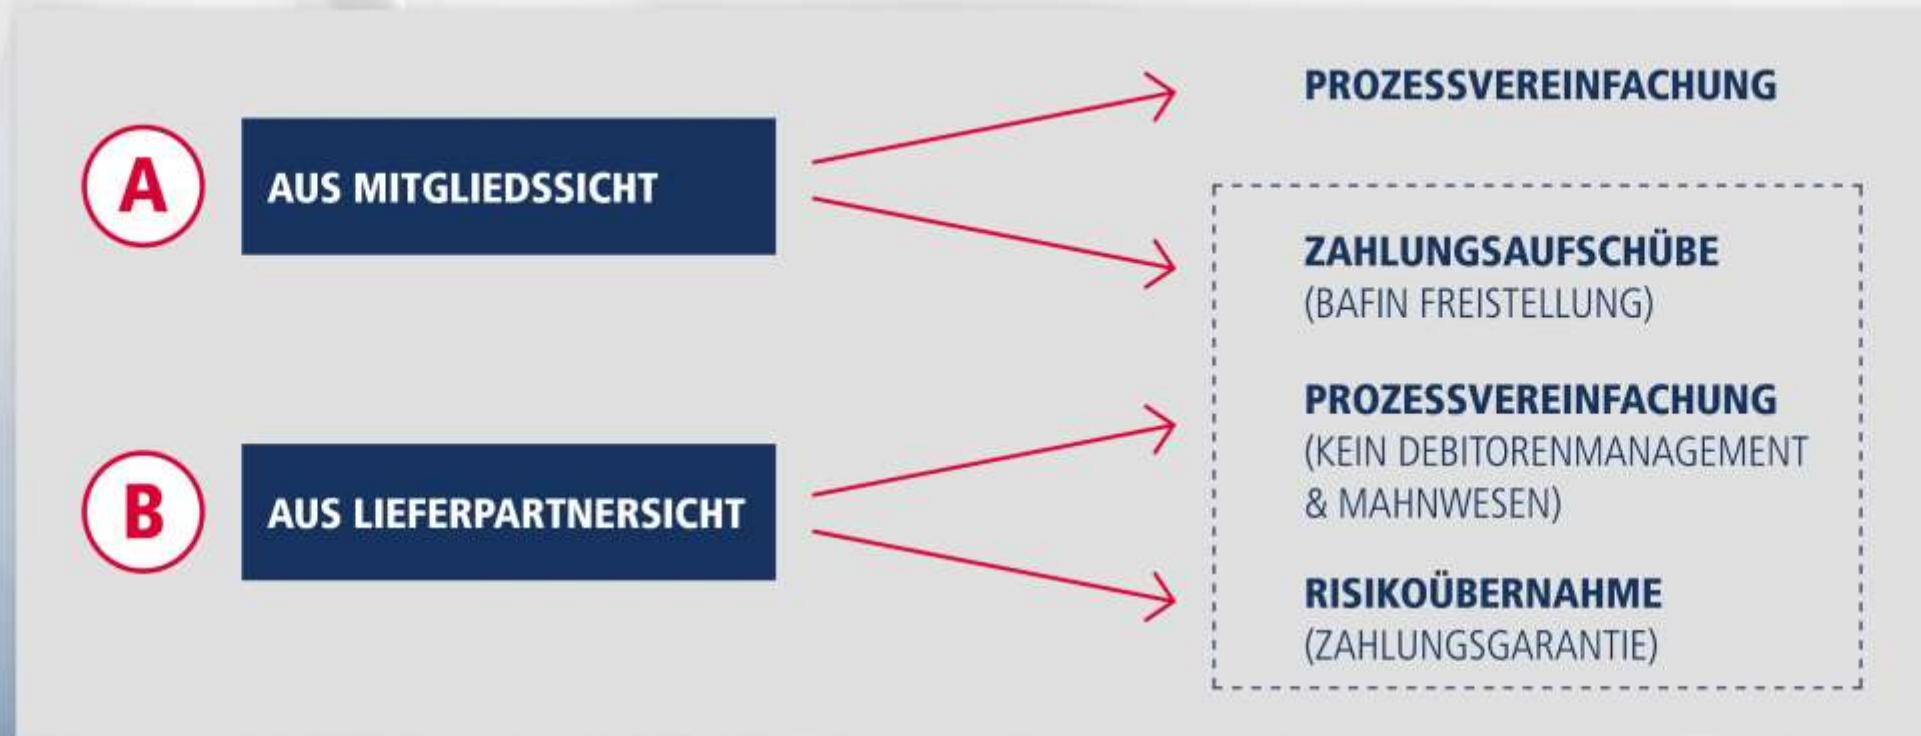 A
AUS MITGLIEDSSICHT
PROZESSVEREINFACHUNG
ZAHLUNGSAUFSCHÜBE
(BAFIN FREISTELLUNG)
B
AUS LIEFERPARTNERSICHT
PROZESSVEREINFACHUNG
(KEIN DEBITORENMANAGEMENT
& MAHNWESEN)
RISIKOÜBERNAHME
(ZAHLUNGSGARANTIE)